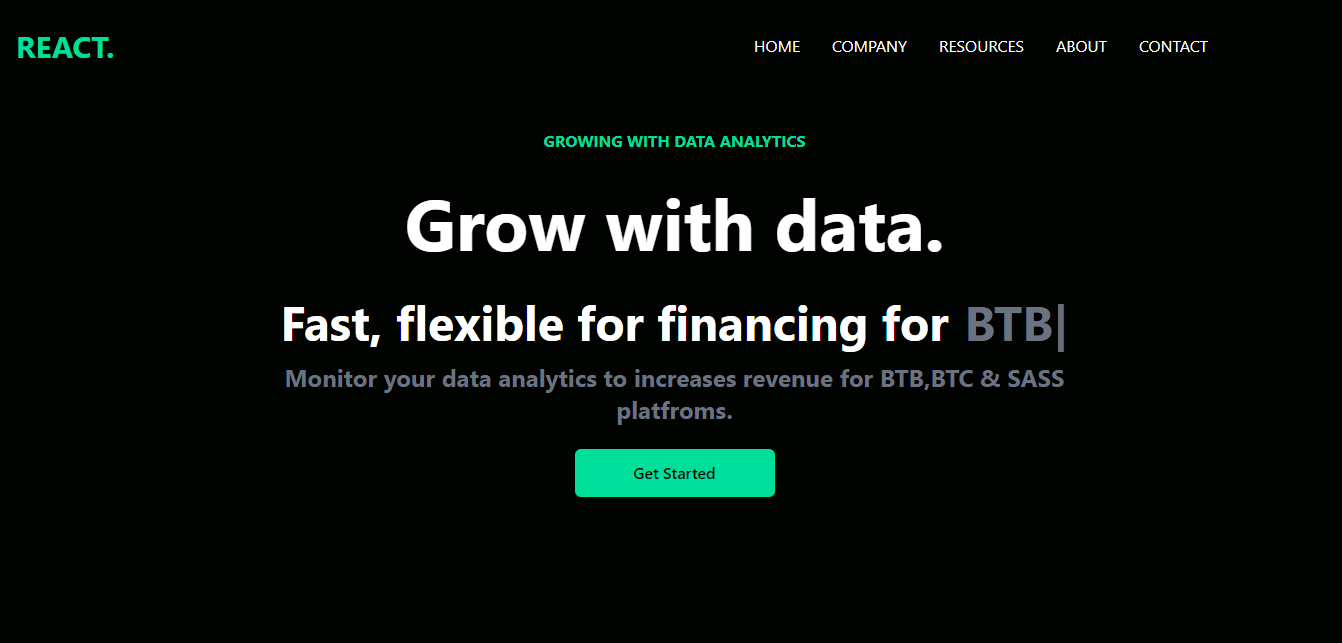 REACT.
HOME COMPANY RESOURCES ABOUT CONTACT
GROWING WITH DATA ANALYTICS
Grow with data.
Fast, flexible for financing for BTB|
Monitor your data analytics to increases revenue for BTB,BTC & SASS
platfroms.
Get Started